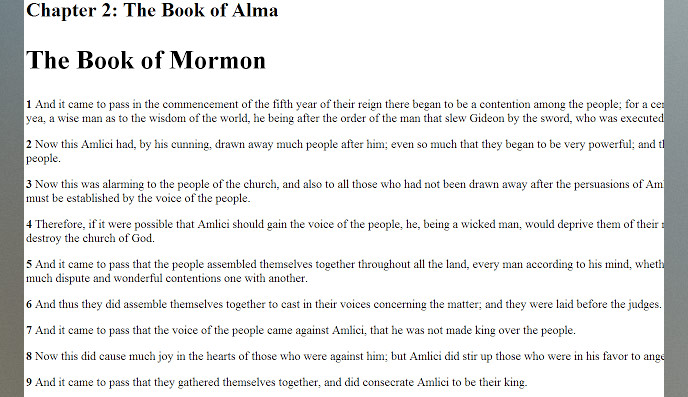 Chapter 2: The Book of Alma
The Book of Mormon
1 And it came to pass in the commencement of the fifth year of their reign there began to be a contention among the people; for a
yea, a wise man as to the wisdom of the world, he being after the order of the man that slew Gideon by the sword, who was executed
2 Now this Amlici had, by his cunning, drawn away much people after him; even so much that they began to be very powerful; and
people.
3 Now this was alarming to the people of the church, and also to all those who had not been drawn away after the persuasions of Am
must be established by the voice of the people.
4 Therefore, if it were possible that Amlici should gain the voice of the people, he, being a wicked man, would deprive them of their
destroy the church of God.
5 And it came to pass that the people assembled themselves together throughout all the land, every man according to his mind, wheth
much dispute and wonderful contentions one with another.
6 And thus they did assemble themselves together to cast in their voices concerning the matter; and they were laid before the judges.
7 And it came to pass that the voice of the people came against Amlici, that he was not made king over the people.
8 Now this did cause much joy in the hearts of those who were against him; but Amlici did stir up those who were in his favor to ange
9 And it came to pass that they gathered themselves together, and did consecrate Amlici to be their king.